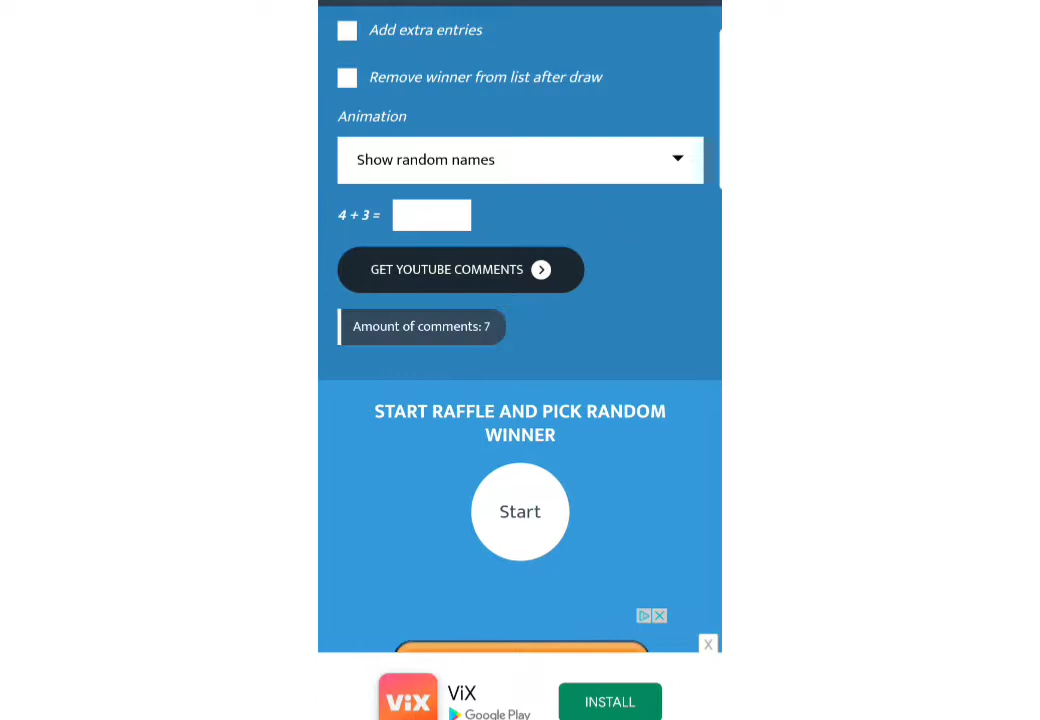 Add extra entries
Remove winner from list after draw
Animation
Show random names
4 + 3 =
GET YOUTUBE COMMENTS
Amount of comments: 7
START RAFFLE AND PICK RANDOM
WINNER
Start
X
ViX
ViX
Google Play
INSTALL